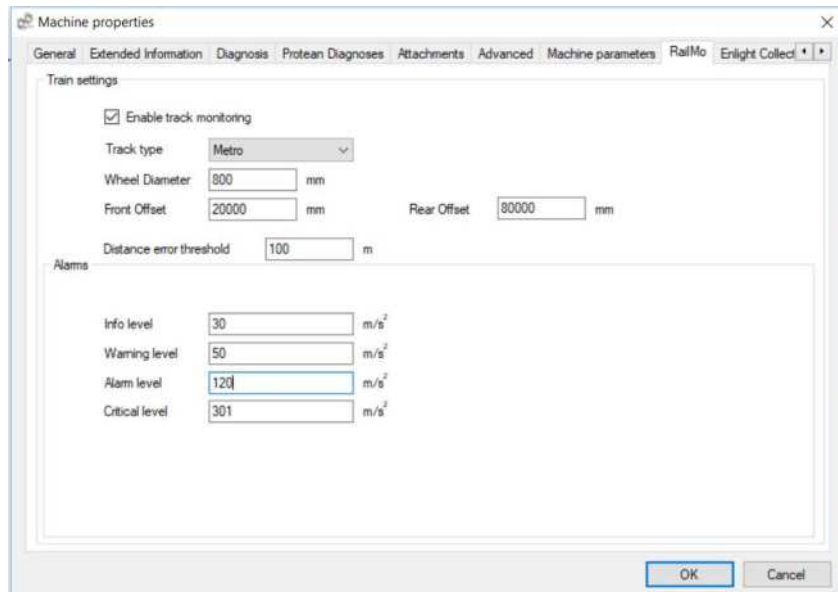 Machine properties
General Extended Information Diagnosis Protean Diagnoses Attachments Advanced Machine parameters RailMo Enlight Collect
Train settings
Enable track monitoring
Track type Metro
Wheel Diameter 800 mm
Front Offset 20000 mm Rear Offset 80000 mm
Distance error threshold 100 m
Alarms
Info level 30 m/s²
Warning level 50 m/s²
Alarm level 120 m/s²
Critical level 301 m/s²
OK Cancel